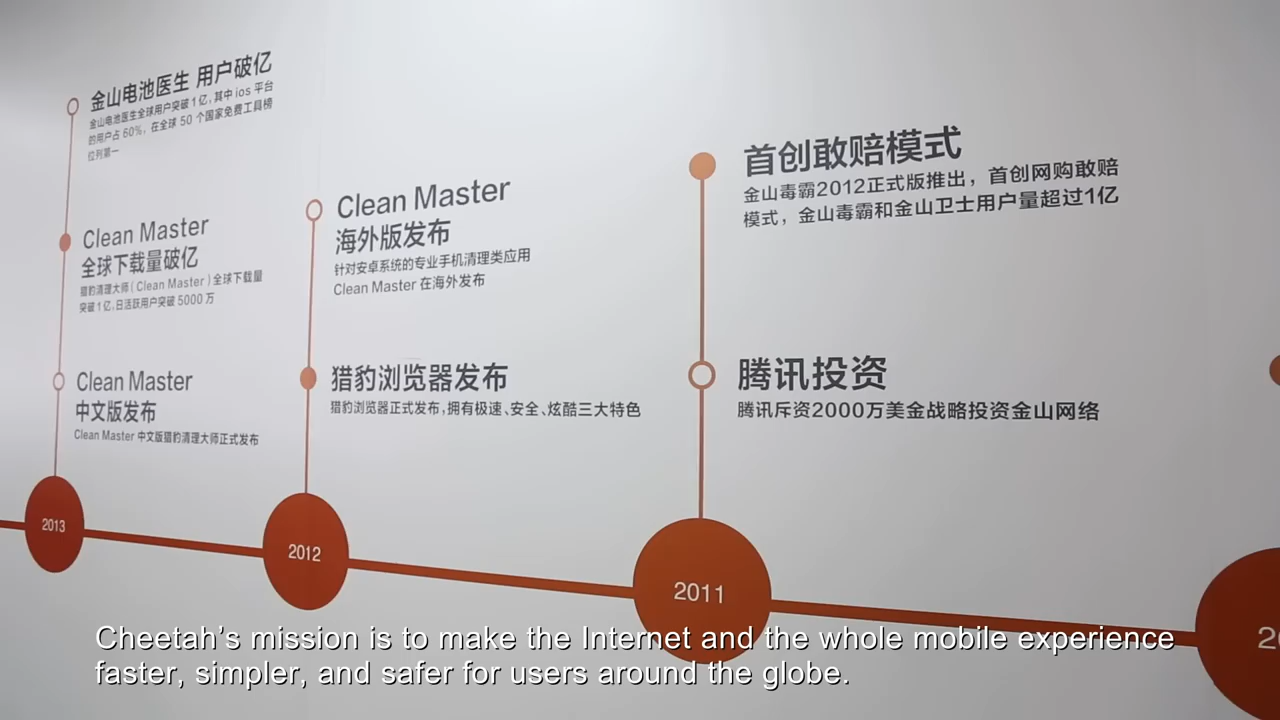 金山电池医生 用户破亿
金山电池医生全球用户突破1亿,其中 ios 平台
的用户占 60%, 在全球 50 个国家免费工具榜
位列第一
Clean Master
全球下载量破亿
猎豹清理大师 ( Clean Master ) 全球下载量
突破1亿,日活跃用户突破 5000 万
Clean Master
中文版发布
Clean Master 中文版猎豹清理大师正式发布
2013
Clean Master
海外版发布
针对安卓系统的专业手机清理类应用
Clean Master 在海外发布
猎豹浏览器发布
猎豹浏览器正式发布,拥有极速、安全、炫酷三大特色
2012
首创敢赔模式
金山毒霸2012正式版推出，首创网购敢赔
模式，金山毒霸和金山卫士用户量超过1亿
腾讯投资
腾讯斥资2000万美金战略投资金山网络
2011
Cheetah's mission is to make the Internet and the whole mobile experience
faster, simpler, and safer for users around the globe.